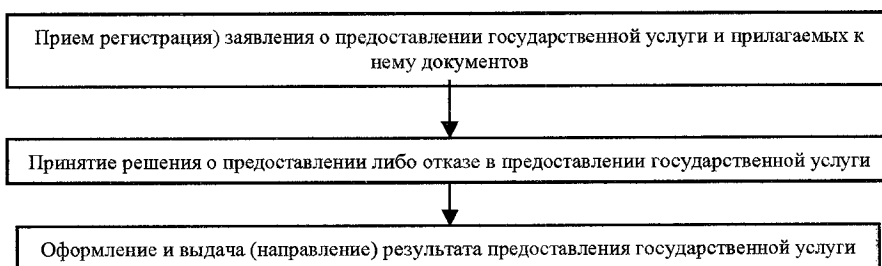 Прием регистрация) заявления о предоставлении государственной услуги и прилагаемых к
нему документов
Принятие решения о предоставлении либо отказе в предоставлении государственной услуги
Оформление и выдача (направление) результата предоставления государственной услуги